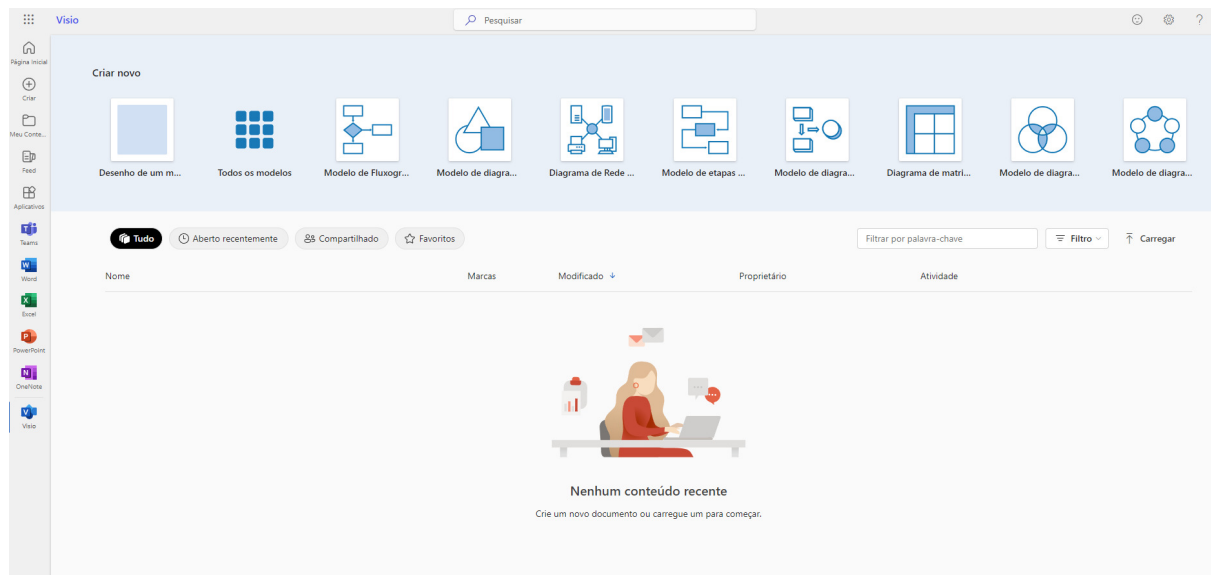 Visio
Pesquisar
?
Página Inicial
Criar
Meu Conte...
Feed
Aplicativos
Teams
Word
Excel
PowerPoint
OneNote
Visio
Criar novo
Desenho de um m...
Todos os modelos
Modelo de Fluxogr...
Modelo de diagra...
Diagrama de Rede ...
Modelo de etapas ...
Modelo de diagra...
Diagrama de matri...
Modelo de diagra...
Modelo de diagra...
Tudo
Aberto recentemente
Compartilhado
Favoritos
Filtrar por palavra-chave
Filtro
Carregar
Nome
Marcas
Modificado
Proprietário
Atividade
Nenhum conteúdo recente
Crie um novo documento ou carregue um para começar.